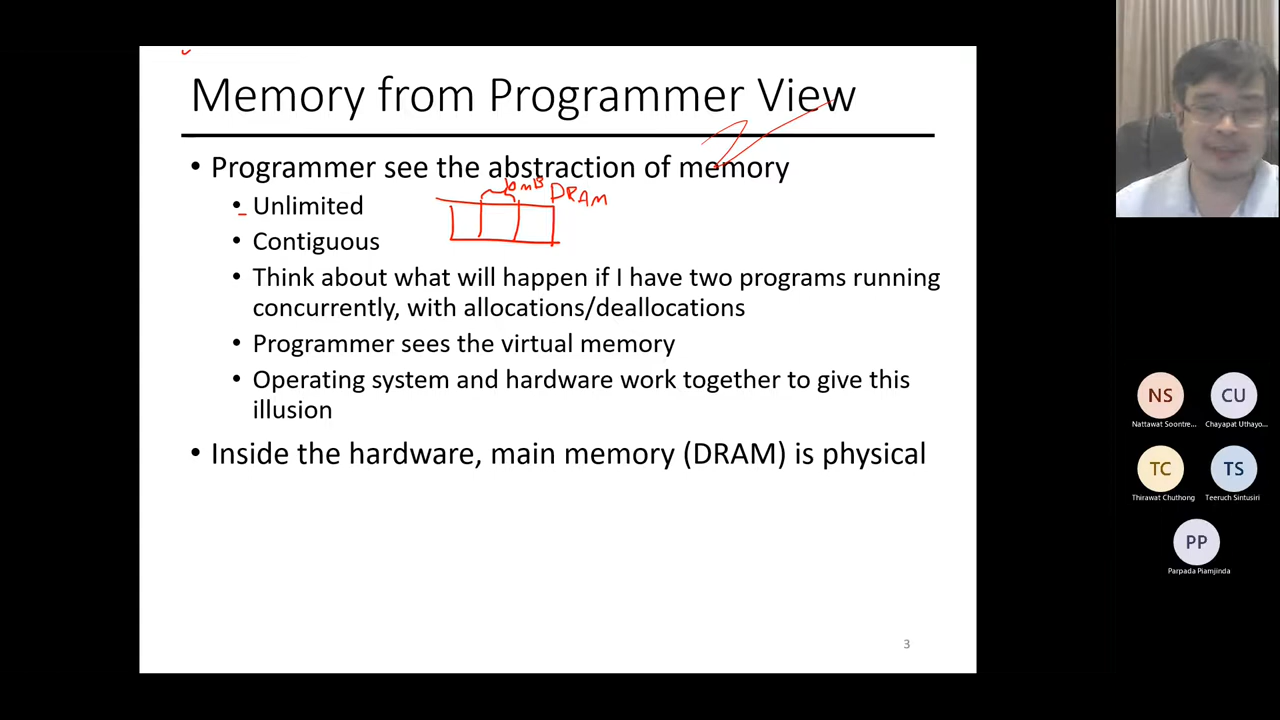 Memory from Programmer View
• Programmer see the abstraction of memory
10 MB DRAM
• Unlimited
• Contiguous
• Think about what will happen if I have two programs running
concurrently, with allocations/deallocations
• Programmer sees the virtual memory
• Operating system and hardware work together to give this
illusion
• Inside the hardware, main memory (DRAM) is physical
3
NS
Nattawat Soontre...
CU
Chayapat Uthayo...
TC
Thirawat Chuthong
TS
Teeruch Sintusiri
PP
Parpada Piamjinda